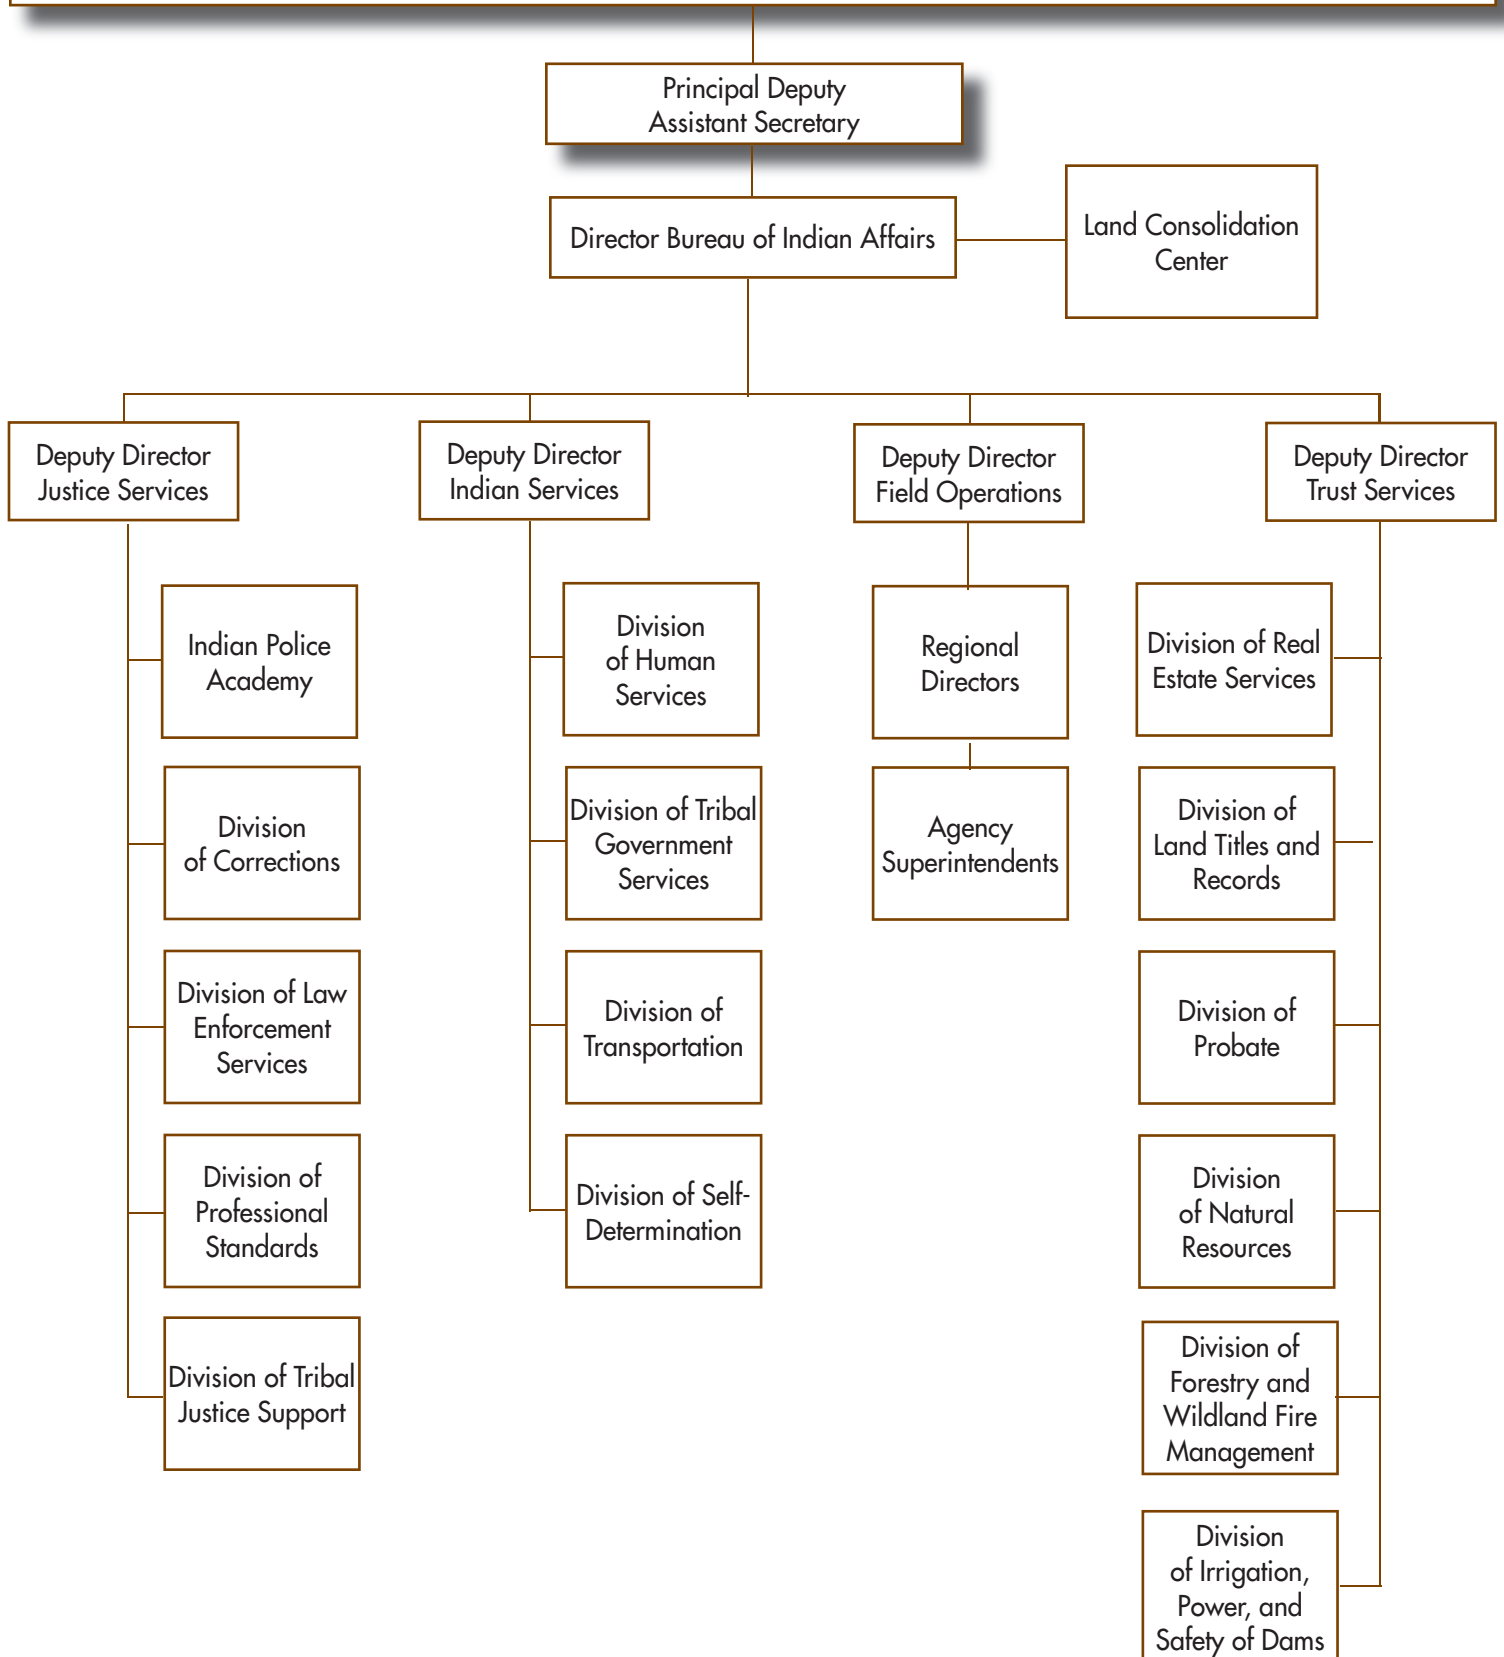 Principal Deputy
Assistant Secretary
Director Bureau of Indian Affairs
Land Consolidation
Center
Deputy Director
Justice Services
Deputy Director
Indian Services
Deputy Director
Field Operations
Deputy Director
Trust Services
Indian Police
Academy
Division
of Corrections
Division of Law
Enforcement
Services
Division of
Professional
Standards
Division of Tribal
Justice Support
Division
of Human
Services
Division of Tribal
Government
Services
Division of
Transportation
Division of Self-
Determination
Regional
Directors
Agency
Superintendents
Division of Real
Estate Services
Division of
Land Titles and
Records
Division of
Probate
Division
of Natural
Resources
Division of
Forestry and
Wildland Fire
Management
Division
of Irrigation,
Power, and
Safety of Dams